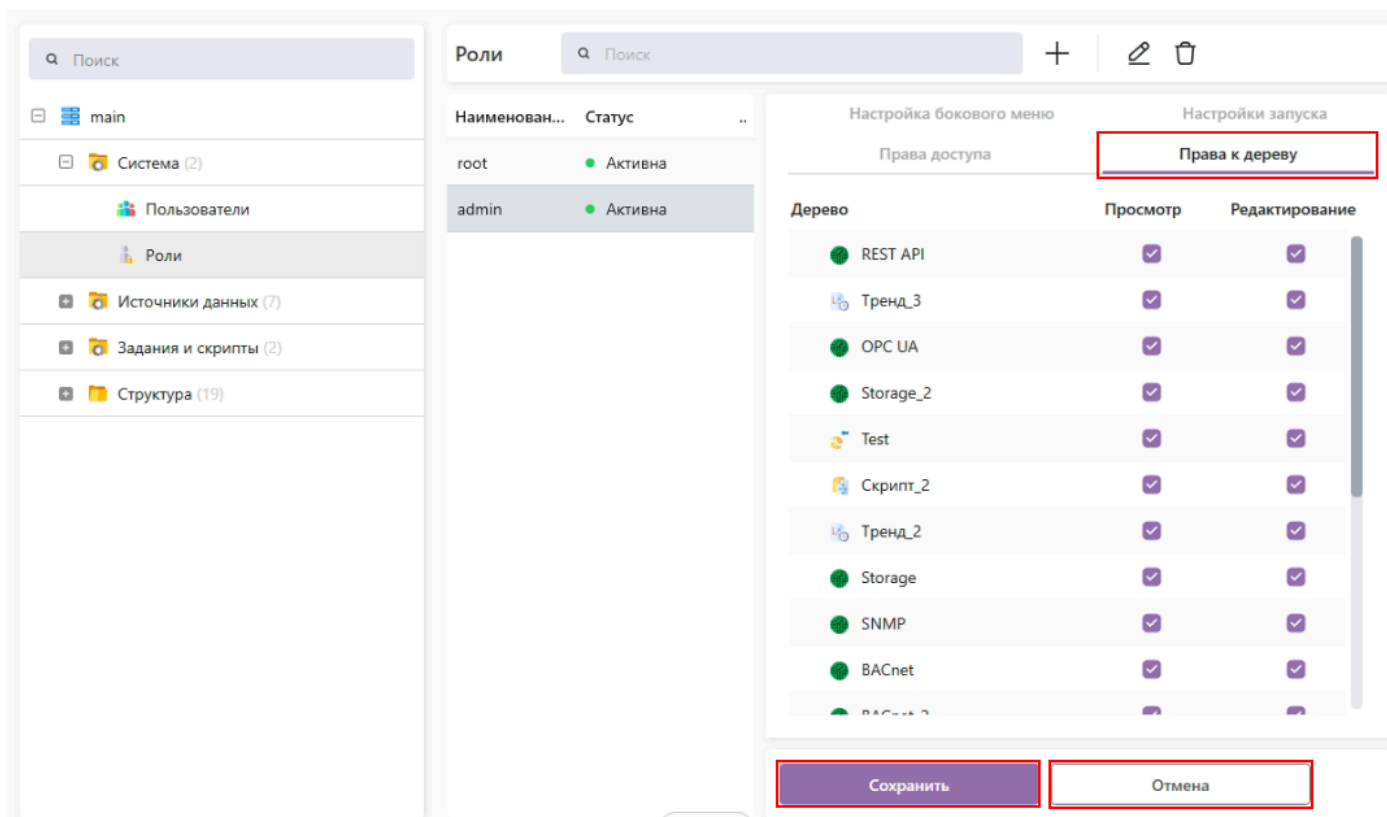 Поиск
main
Система (2)
Пользователи
Роли
Источники данных (7)
Задания и скрипты (2)
Структура (19)
Роли
Поиск
Наименован... Статус ..
root Активна
admin Активна
Настройка бокового меню Настройки запуска
Права доступа Права к дереву
Дерево Просмотр Редактирование
REST API
Тренд_3
OPC UA
Storage_2
Test
Скрипт_2
Тренд_2
Storage
SNMP
BACnet
Сохранить Отмена